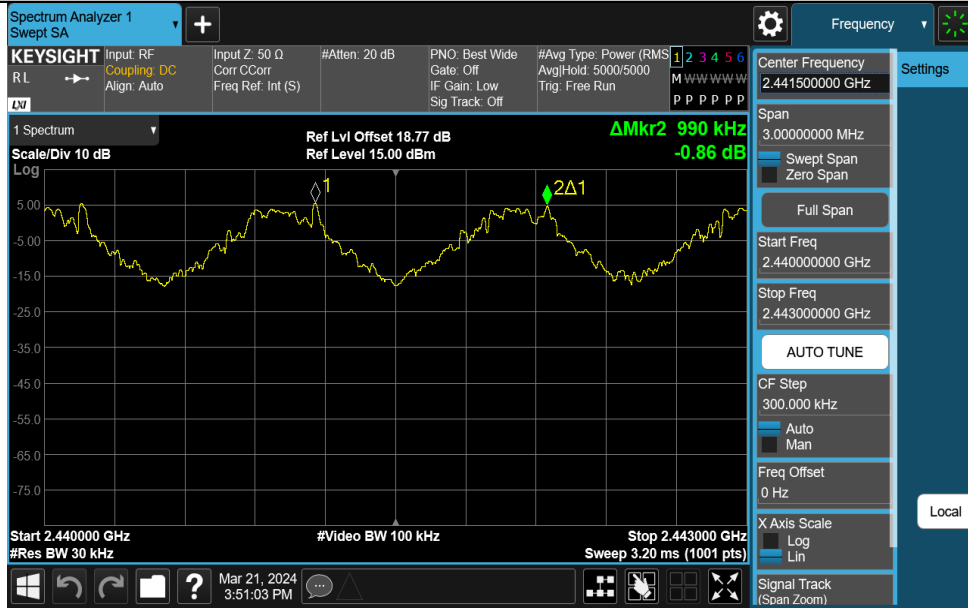 Spectrum Analyzer 1
Swept SA
+
Frequency
KEYSIGHT
RL
LXI
Input: RF
Coupling: DC
Align: Auto
Input Z: 50 Ω
Corr CCorr
Freq Ref: Int (S)
#Atten: 20 dB
PNO: Best Wide
Gate: Off
IF Gain: Low
Sig Track: Off
#Avg Type: Power (RMS
Avg|Hold: 5000/5000
Trig: Free Run
1 2 3 4 5 6
M W W W W W
P P P P P P
1 Spectrum
Scale/Div 10 dB
Log
Ref Lvl Offset 18.77 dB
Ref Level 15.00 dBm
ΔMkr2 990 kHz
-0.86 dB
1
2Δ1
5.00
-5.00
-15.0
-25.0
-35.0
-45.0
-55.0
-65.0
-75.0
Start 2.440000 GHz
#Res BW 30 kHz
#Video BW 100 kHz
Stop 2.443000 GHz
Sweep 3.20 ms (1001 pts)
?
Mar 21, 2024
3:51:03 PM
Center Frequency
2.441500000 GHz
Span
3.00000000 MHz
Swept Span
Zero Span
Full Span
Start Freq
2.440000000 GHz
Stop Freq
2.443000000 GHz
AUTO TUNE
CF Step
300.000 kHz
Auto
Man
Freq Offset
0 Hz
X Axis Scale
Log
Lin
Signal Track
(Span Zoom)
Settings
Local